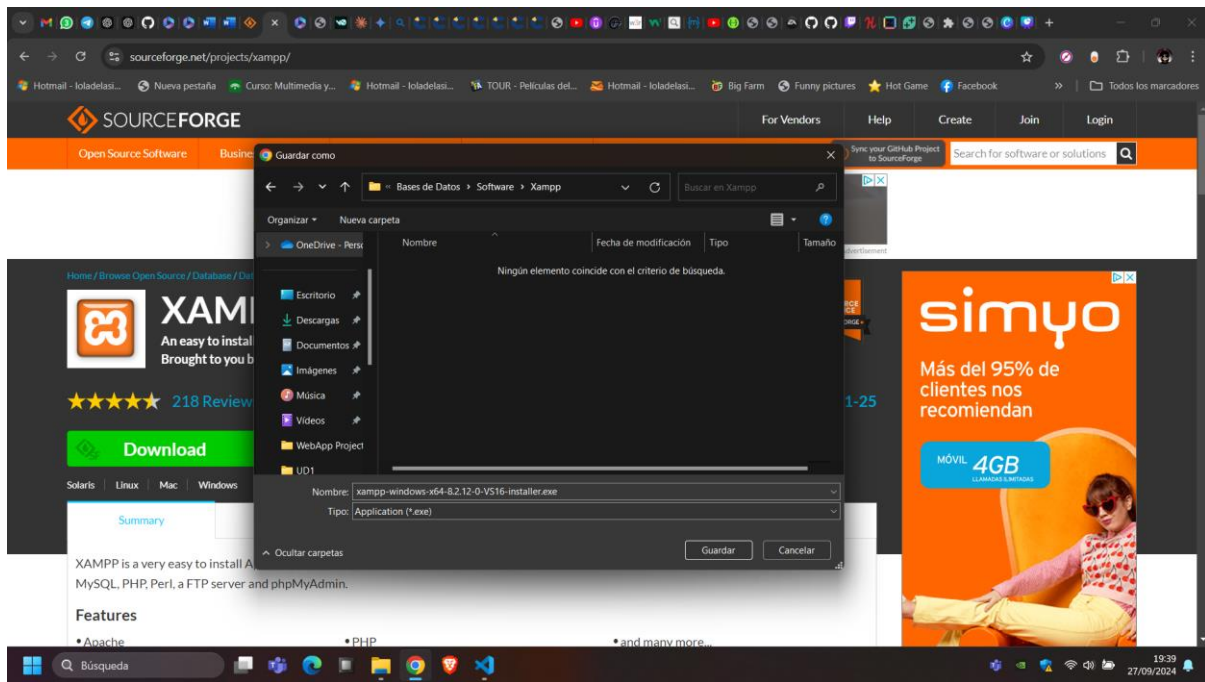 sourceforge.net/projects/xampp/
Hotmail - loladelasi... Nueva pestaña Curso: Multimedia y... Hotmail - loladelasi... TOUR - Películas del... Hotmail - loladelasi... Big Farm Funny pictures Hot Game Facebook » Todos los marcadores
SOURCEFORGE For Vendors Help Create Join Login
Open Source Software Busine
Sync your GitHub Project
to SourceForge
Search for software or solutions
Guardar como
« Bases de Datos > Software > Xampp Buscar en Xampp
Organizar Nueva carpeta
OneDrive - Perso Nombre Fecha de modificación Tipo Tamaño
Ningún elemento coincide con el criterio de búsqueda.
Escritorio
Descargas
Documentos
Imágenes
Música
Vídeos
WebApp Project
UD1
Nombre: xampp-windows-x64-8.2.12-0-VS16-installer.exe
Tipo: Application (*.exe)
Ocultar carpetas Guardar Cancelar
Home / Browse Open Source / Database / Dat
XAMP
An easy to instal
Brought to you b
218 Review
1-25
Download
Solaris Linux Mac Windows
Summary
XAMPP is a very easy to install A
MySQL, PHP, Perl, a FTP server and phpMyAdmin.
Features
• Apache • PHP • and many more...
simyo
Más del 95% de
clientes nos
recomiendan
MÓVIL 4GB
LLAMADAS ILIMITADAS
Búsqueda
19:39
27/09/2024